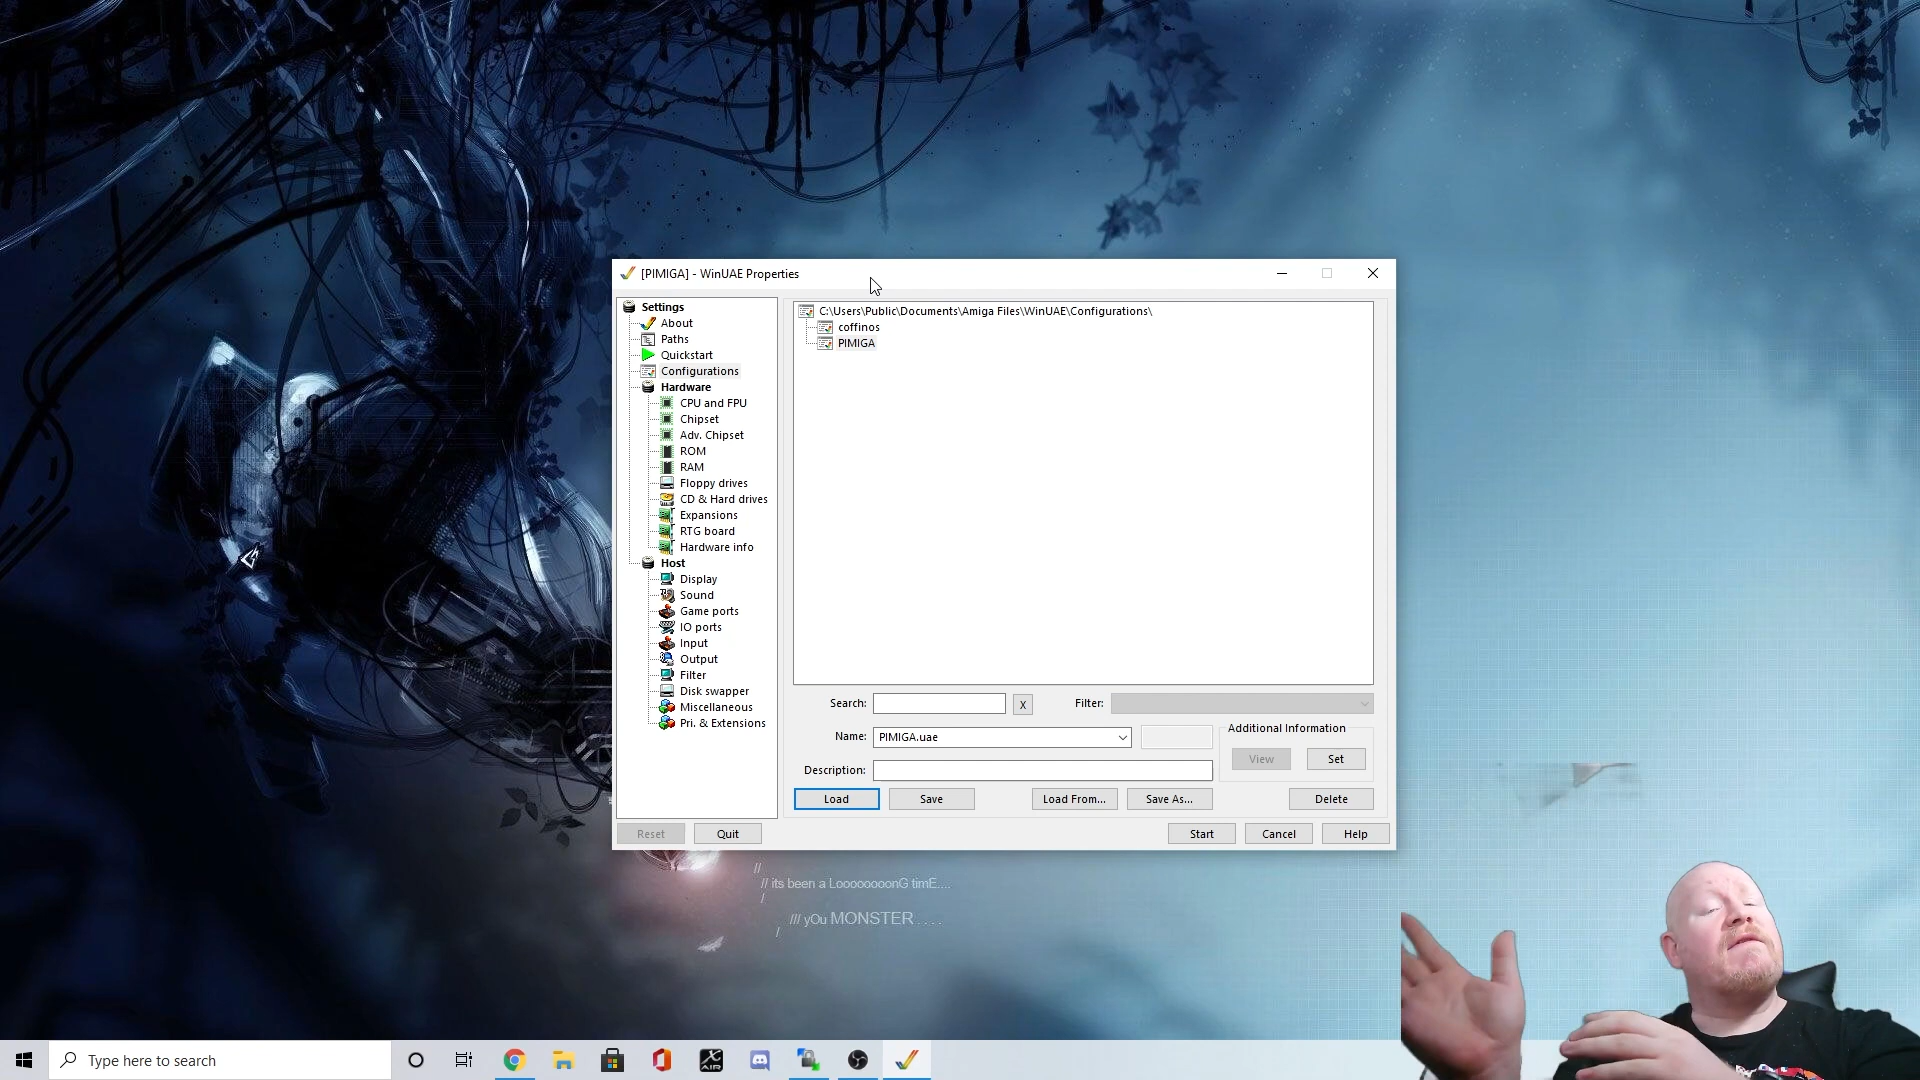 [PIMIGA] - WinUAE Properties
Settings
About
Paths
Quickstart
Configurations
Hardware
CPU and FPU
Chipset
Adv. Chipset
ROM
RAM
Floppy drives
CD & Hard drives
Expansions
RTG board
Hardware info
Host
Display
Sound
Game ports
IO ports
Input
Output
Filter
Disk swapper
Miscellaneous
Pri. & Extensions
C:\Users\Public\Documents\Amiga Files\WinUAE\Configurations\
coffinos
PIMIGA
Search:
X
Filter:
Name:
PIMIGA.uae
Additional Information
View
Set
Description:
Load
Save
Load From...
Save As...
Delete
Reset
Quit
Start
Cancel
Help
//
// its been a LoooooooonG timE....
/
/// yOu MONSTER . . . .
/
Type here to search
AIR